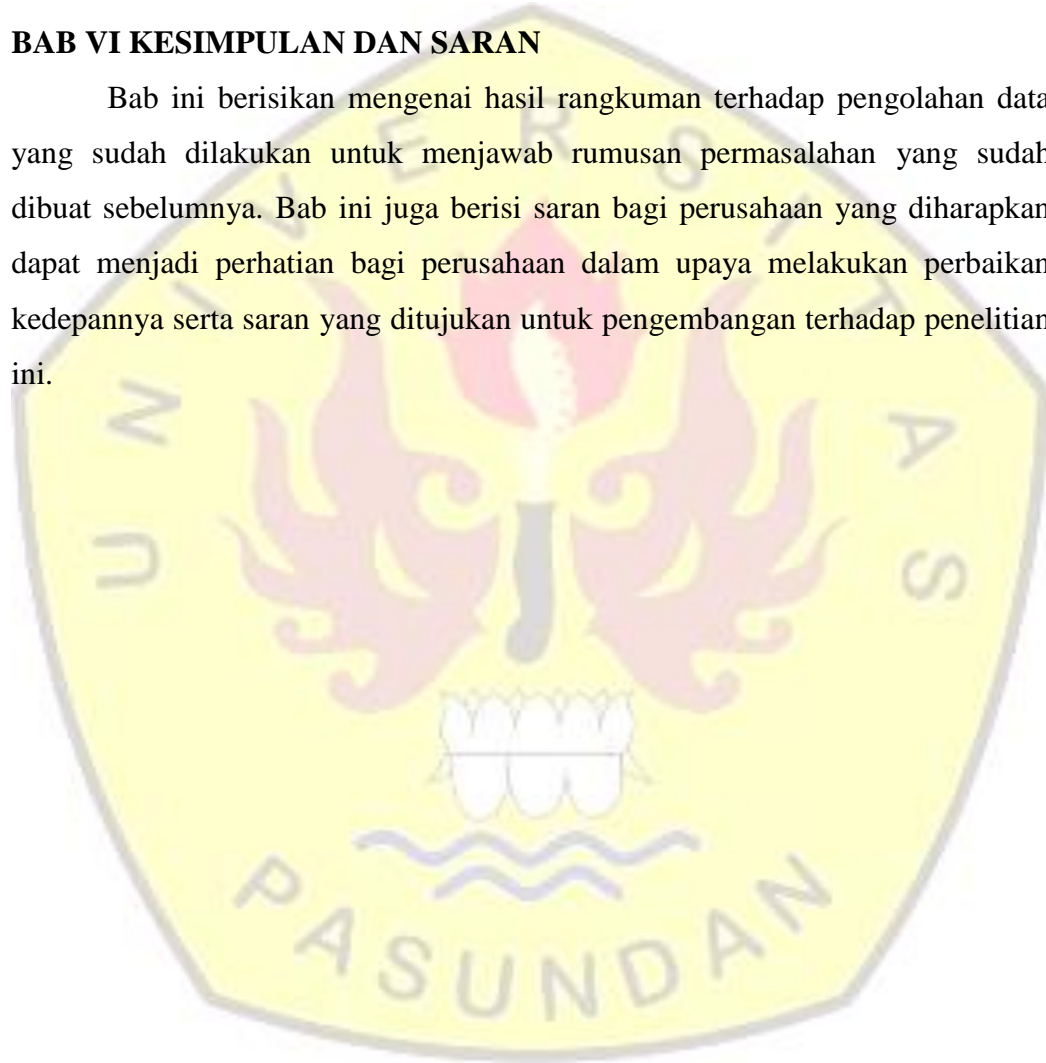 BAB VI KESIMPULAN DAN SARAN
Bab ini berisikan mengenai hasil rangkuman terhadap pengolahan data
yang sudah dilakukan untuk menjawab rumusan permasalahan yang sudah
dibuat sebelumnya. Bab ini juga berisi saran bagi perusahaan yang diharapkan
dapat menjadi perhatian bagi perusahaan dalam upaya melakukan perbaikan
kedepannya serta saran yang ditujukan untuk pengembangan terhadap penelitian
ini.
UNIVERSITAS
PASUNDAN